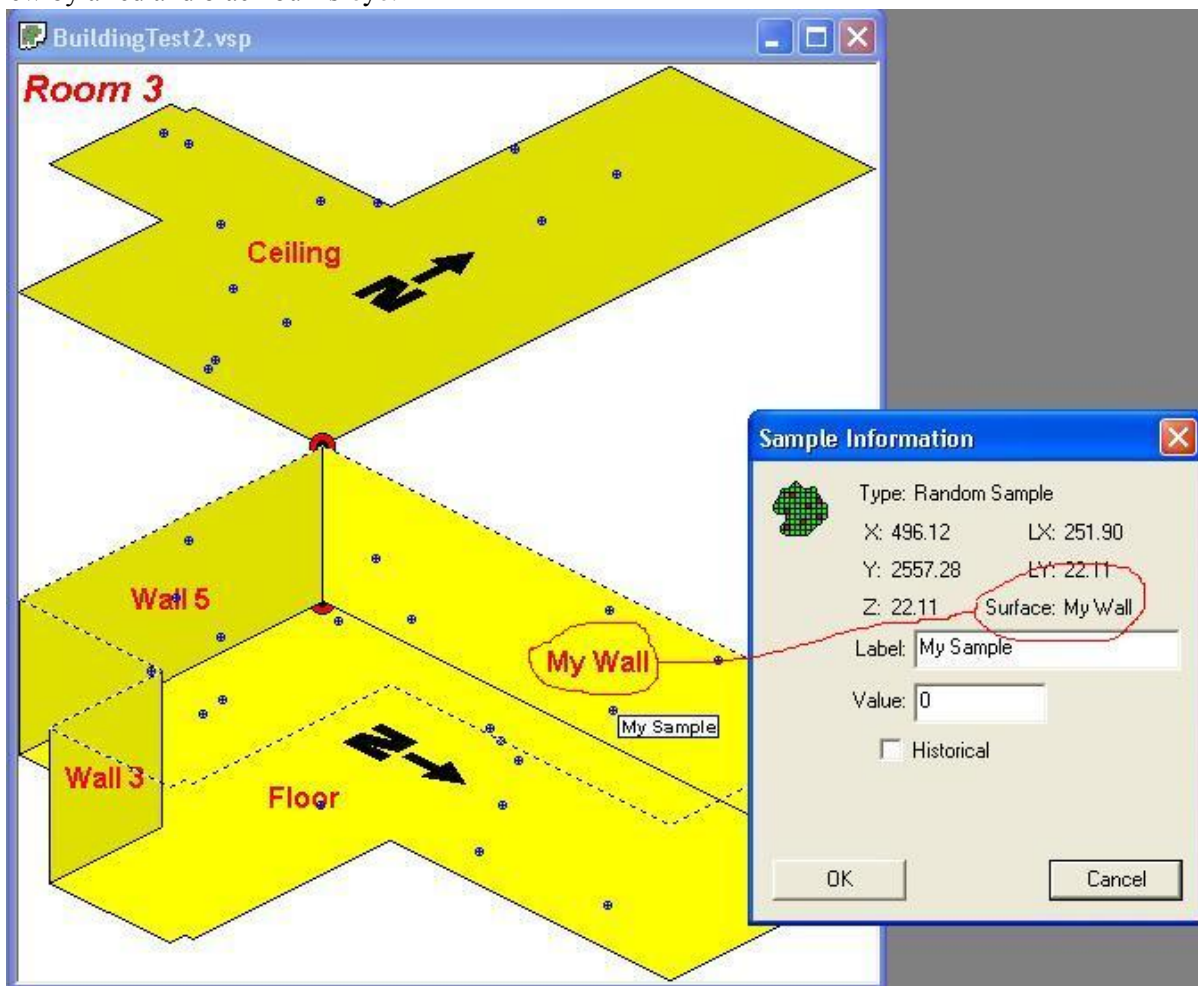 BuildingTest2.vsp
Room 3
Ceiling
N
Wall 5
My Wall
My Sample
N
Wall 3
Floor
Sample Information
Type: Random Sample
X: 496.12 LX: 251.90
Y: 2557.28 LY: 22.11
Z: 22.11 Surface: My Wall
Label: My Sample
Value: 0
Historical
OK Cancel